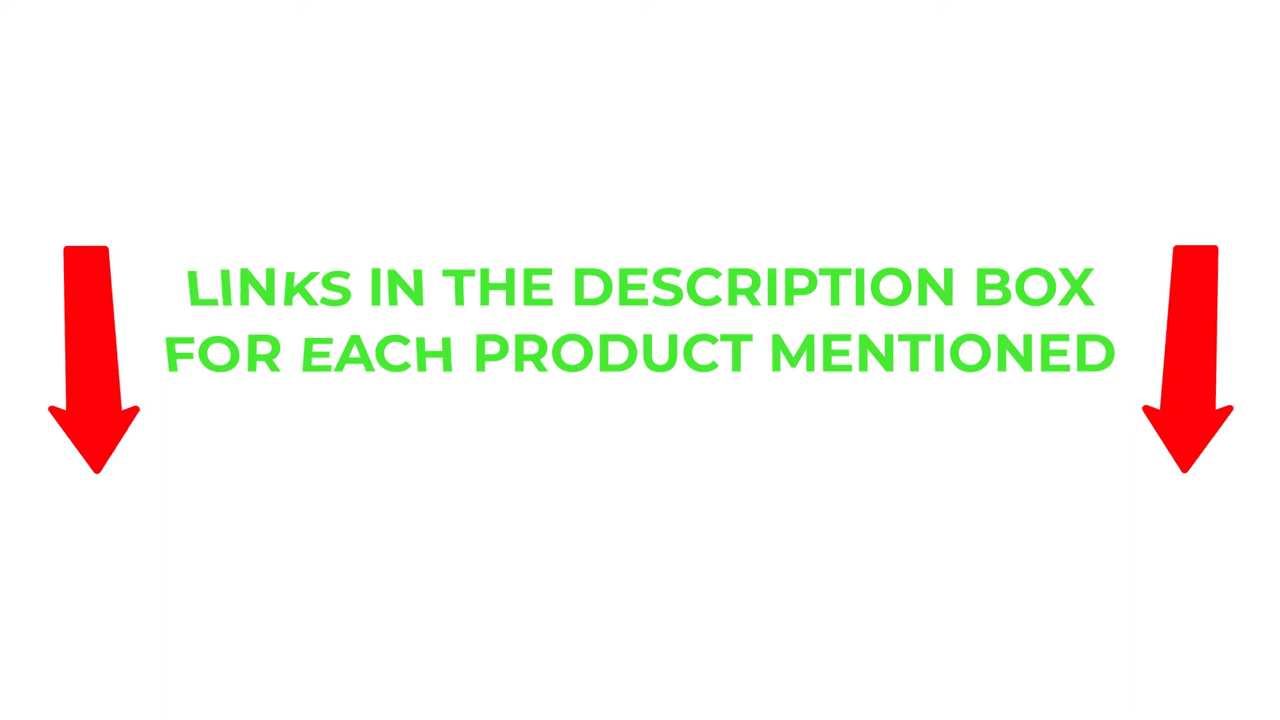 LINKS IN THE DESCRIPTION BOX
FOR EACH PRODUCT MENTIONED